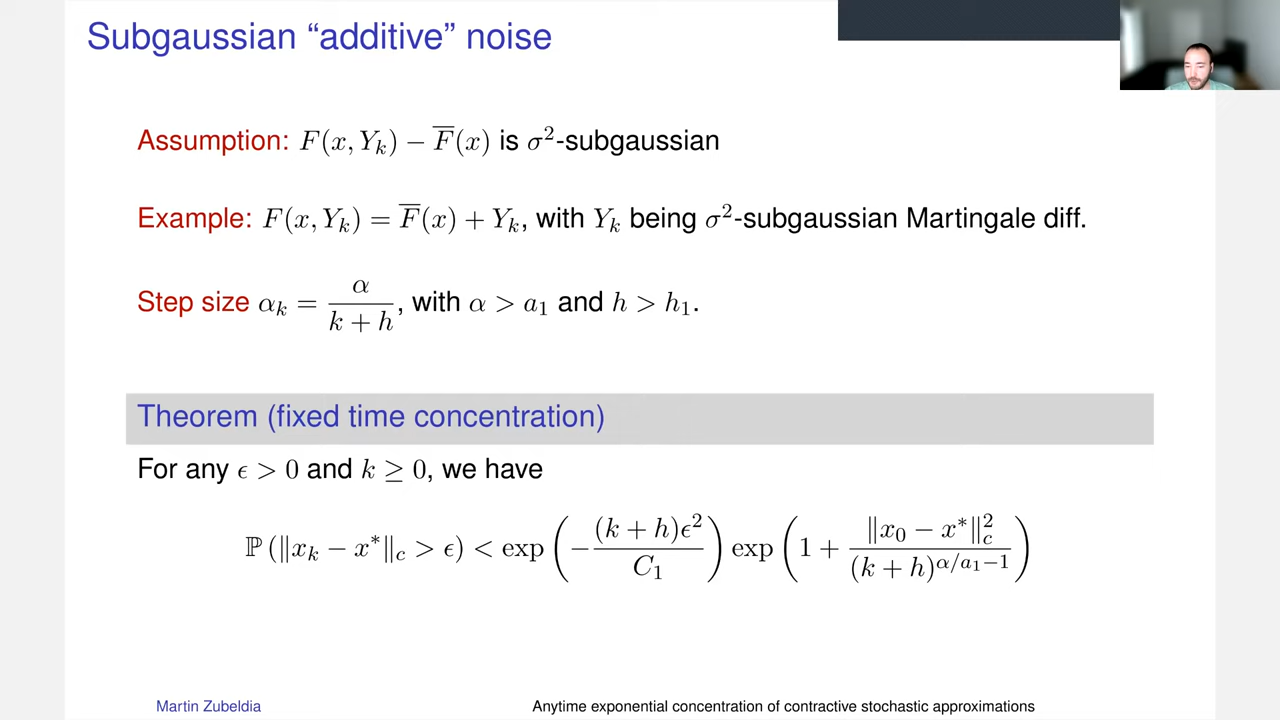 Subgaussian “additive” noise
Assumption: F(x, Y_k) − F̅(x) is σ²-subgaussian
Example: F(x, Y_k) = F̅(x) + Y_k, with Y_k being σ²-subgaussian Martingale diff.
Step size α_k = α/(k + h), with α > a₁ and h > h₁.
Theorem (fixed time concentration)
For any ϵ > 0 and k ≥ 0, we have
ℙ (‖x_k − x*‖_c > ϵ) < exp (−(k + h)ϵ²/C₁) exp (1 + ‖x₀ − x*‖_c²/(k + h)^{α/a₁−1})
Martin Zubeldia Anytime exponential concentration of contractive stochastic approximations